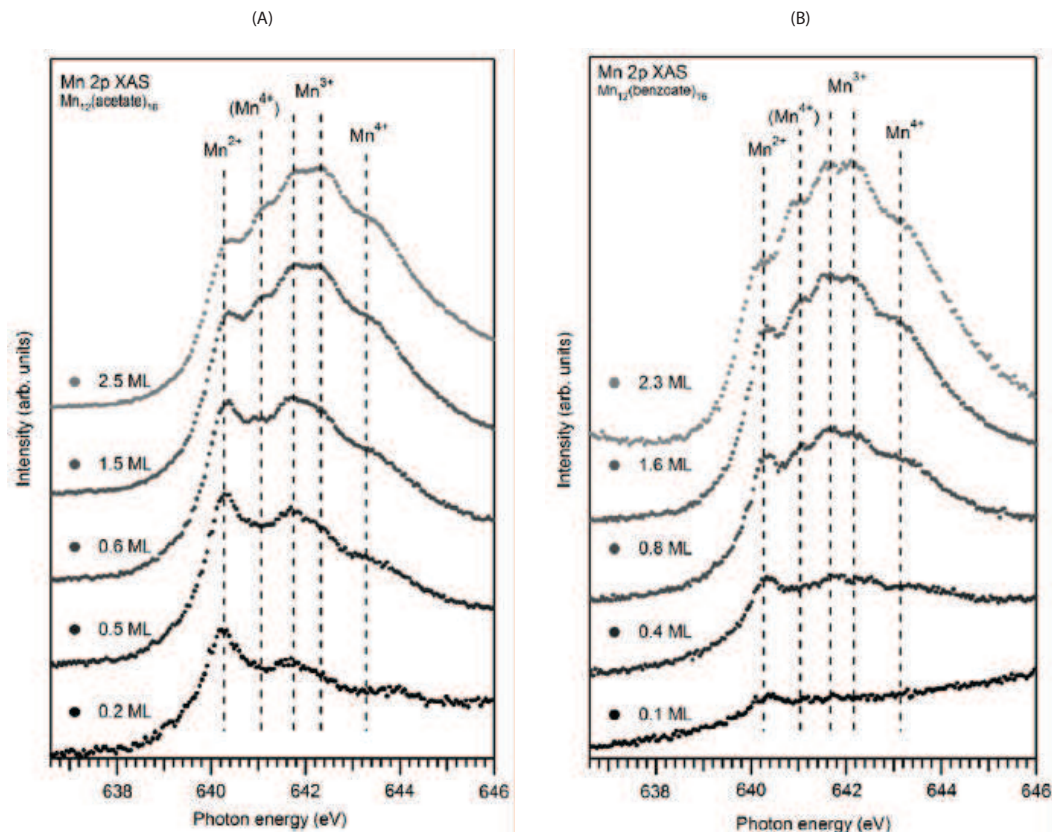 (A)
(B)
Mn 2p XAS
Mn₁₂(acetate)₁₆
Mn²⁺
(Mn⁴⁺)
Mn³⁺
Mn⁴⁺
Intensity (arb. units)
2.5 ML
1.5 ML
0.6 ML
0.5 ML
0.2 ML
638
640
642
644
646
Photon energy (eV)
Mn 2p XAS
Mn₁₂(benzoate)₁₆
Mn²⁺
(Mn⁴⁺)
Mn³⁺
Mn⁴⁺
Intensity (arb. units)
2.3 ML
1.6 ML
0.8 ML
0.4 ML
0.1 ML
638
640
642
644
646
Photon energy (eV)